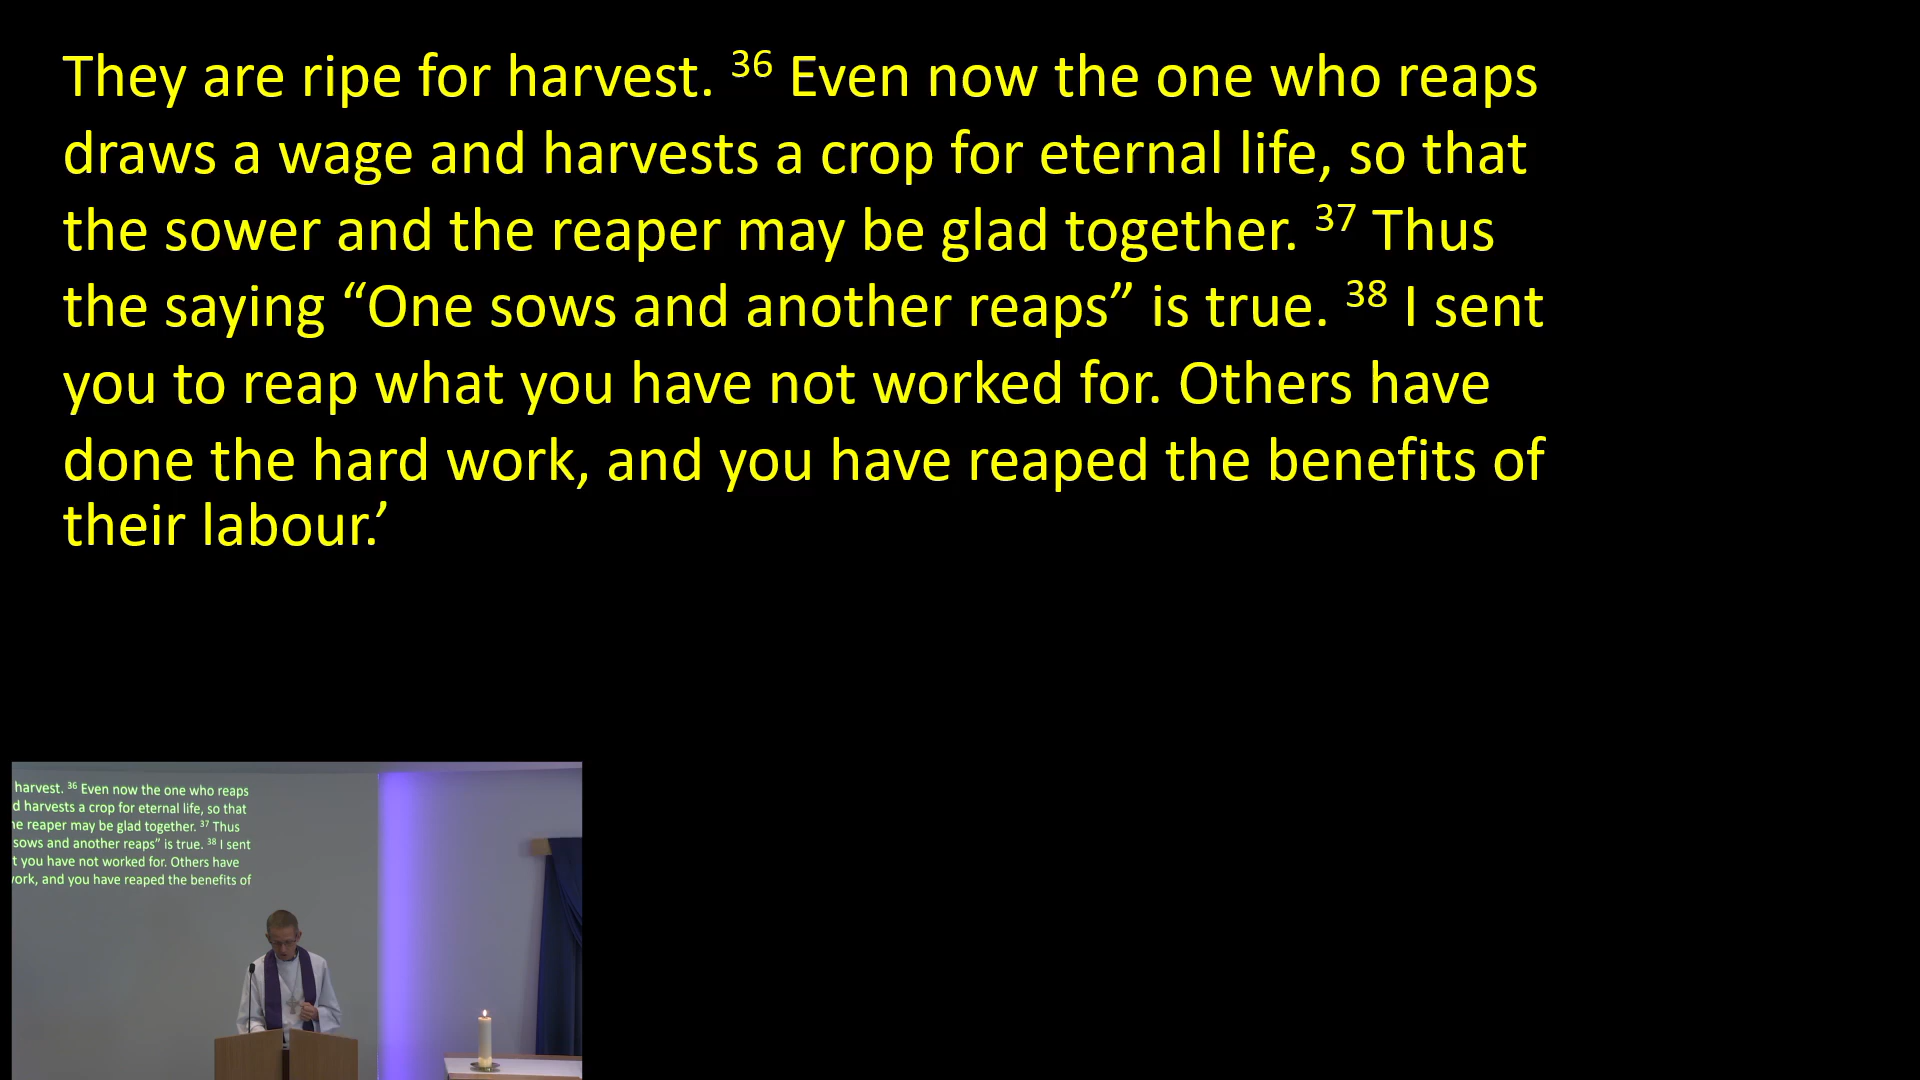 They are ripe for harvest. 36 Even now the one who reaps
draws a wage and harvests a crop for eternal life, so that
the sower and the reaper may be glad together. 37 Thus
the saying “One sows and another reaps” is true. 38 I sent
you to reap what you have not worked for. Others have
done the hard work, and you have reaped the benefits of
their labour.’
harvest. 36 Even now the one who reaps
d harvests a crop for eternal life, so that
e reaper may be glad together. 37 Thus
sows and another reaps” is true. 38 I sent
t you have not worked for. Others have
ork, and you have reaped the benefits of